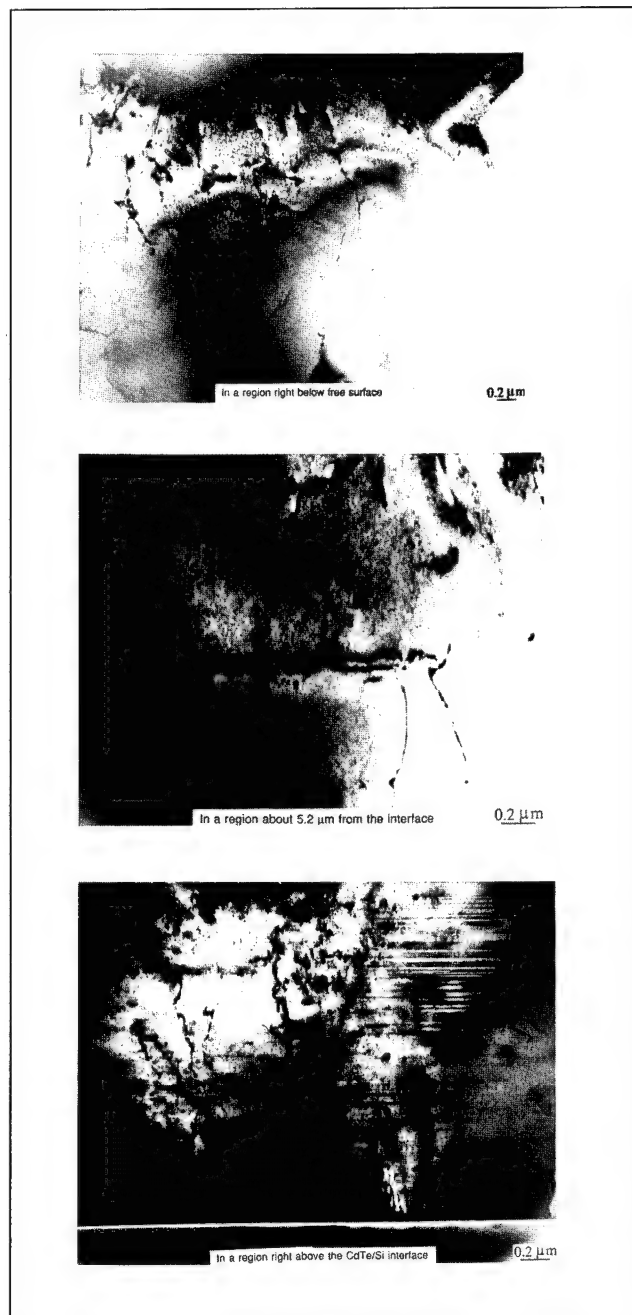 In a region right below free surface
0.2 μm
In a region about 5.2 μm from the interface
0.2 μm
In a region right above the CdTe/Si interface
0.2 μm